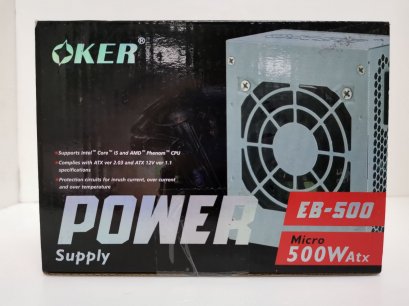 OKER®
• Supports Intel™ Core™ i5 and AMD™ Phenom™ CPU
• Complies with ATX ver 2.03 and ATX 12V ver 1.1
specifications
• Protection circuits for inrush current, over current
and over temperature
POWER
Supply
EB-500
Micro
500WAtx